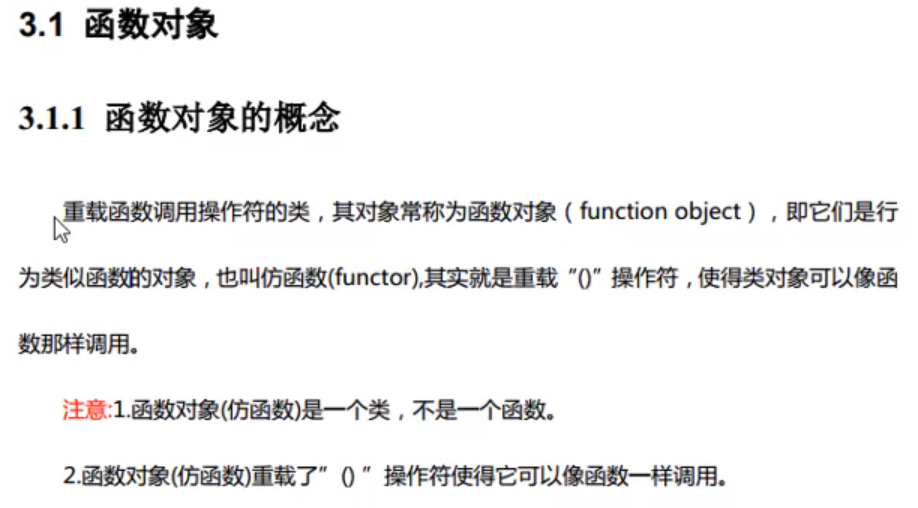 3.1 函数对象
3.1.1 函数对象的概念
重载函数调用操作符的类，其对象常称为函数对象（function object），即它们是行
为类似函数的对象，也叫仿函数(functor),其实就是重载“()”操作符，使得类对象可以像函
数那样调用。
注意:1.函数对象(仿函数)是一个类，不是一个函数。
2.函数对象(仿函数)重载了”() ”操作符使得它可以像函数一样调用。